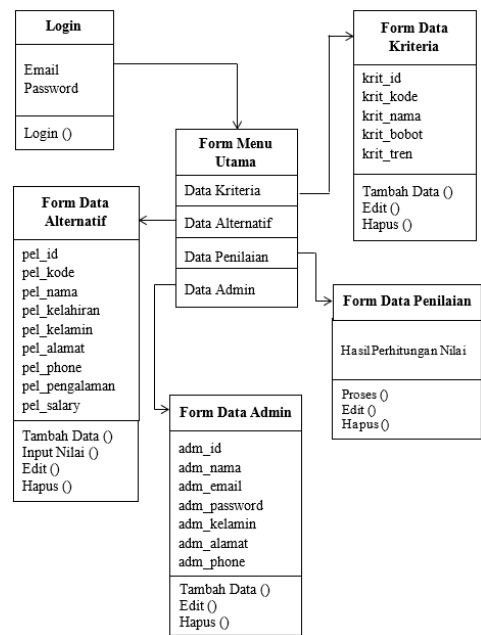 Login
Email
Password
Login ()
Form Data
Kriteria
krit_id
krit_kode
krit_nama
krit_bobot
krit_tren
Tambah Data ()
Edit ()
Hapus ()
Form Menu
Utama
Data Kriteria
Data Alternatif
Data Penilaian
Data Admin
Form Data
Alternatif
pel_id
pel_kode
pel_nama
pel_kelahiran
pel_kelamin
pel_alamat
pel_phone
pel_pengalaman
pel_salary
Tambah Data ()
Input Nilai ()
Edit ()
Hapus ()
Form Data Penilaian
Hasil Perhitungan Nilai
Proses ()
Edit ()
Hapus ()
Form Data Admin
adm_id
adm_nama
adm_email
adm_password
adm_kelamin
adm_alamat
adm_phone
Tambah Data ()
Edit ()
Hapus ()